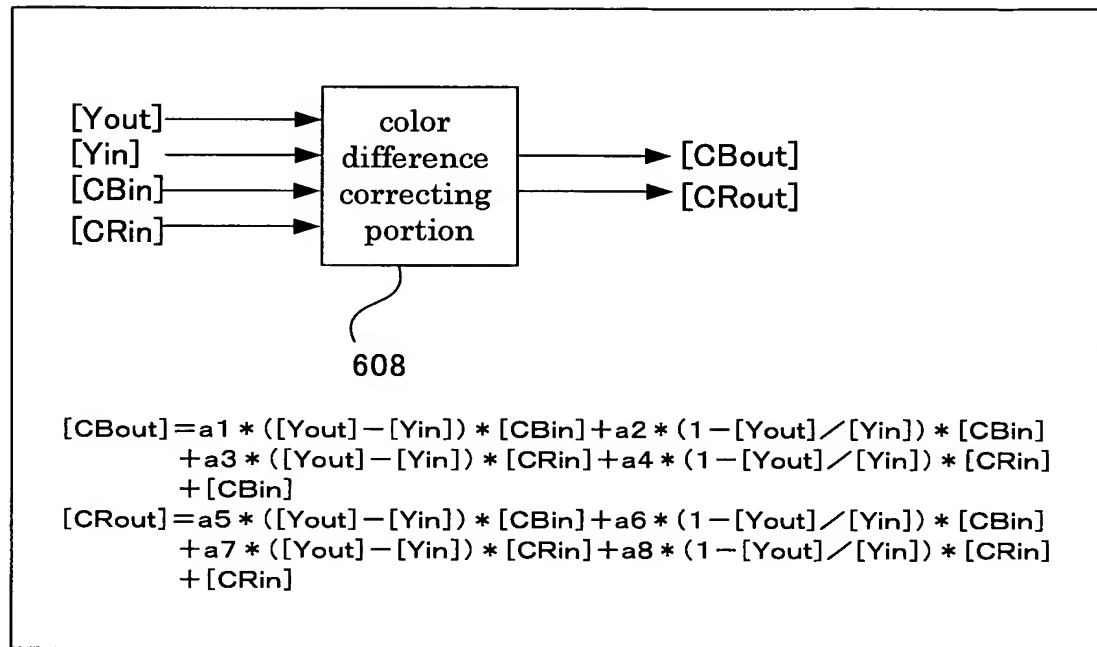 [Yout]
[Yin]
[CBin]
[CRin]
color
difference
correcting
portion
[CBout]
[CRout]
608
[CBout]=a1*([Yout]−[Yin])*[CBin]+a2*(1−[Yout]/[Yin])*[CBin]
+a3*([Yout]−[Yin])*[CRin]+a4*(1−[Yout]/[Yin])*[CRin]
+[CBin]
[CRout]=a5*([Yout]−[Yin])*[CBin]+a6*(1−[Yout]/[Yin])*[CBin]
+a7*([Yout]−[Yin])*[CRin]+a8*(1−[Yout]/[Yin])*[CRin]
+[CRin]